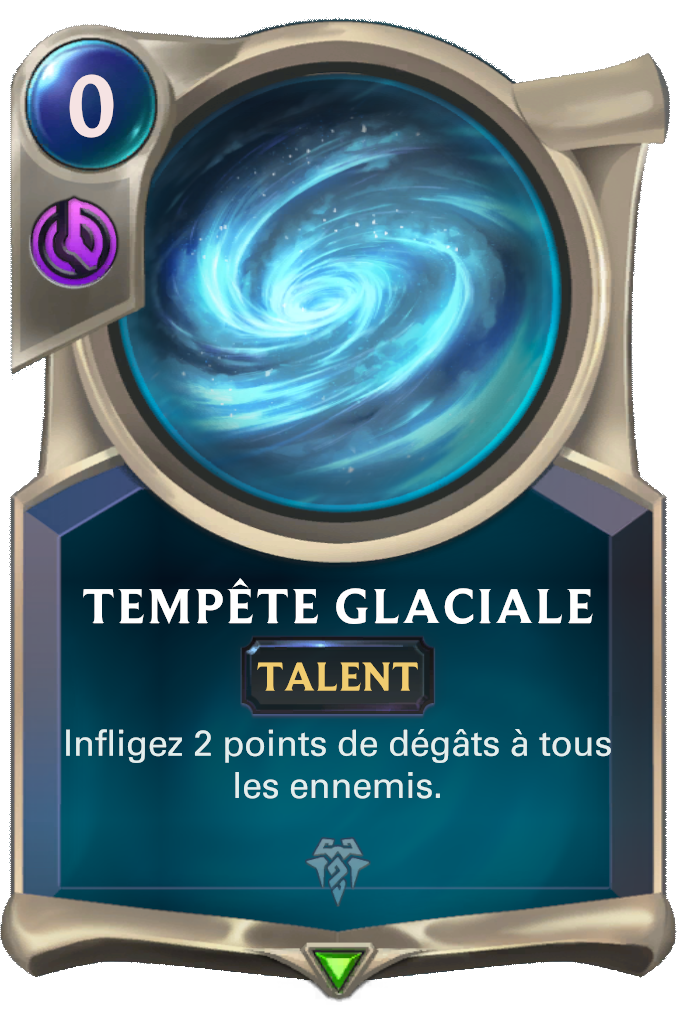 0
TEMPÊTE GLACIALE
TALENT
Infligez 2 points de dégâts à tous
les ennemis.